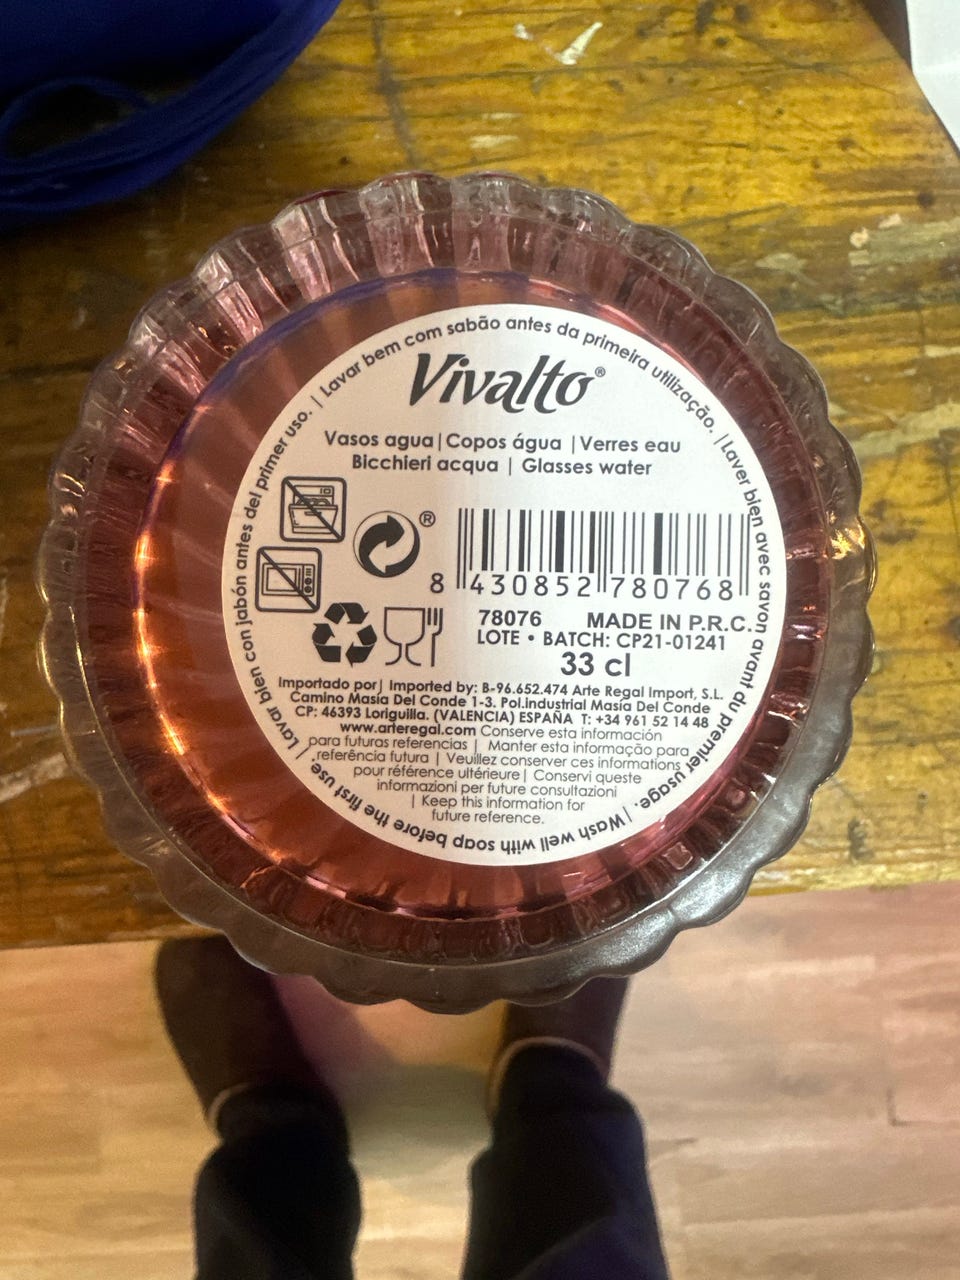 Lavar bien con jabón antes del primer uso. | Lavar bem com sabão antes da primeira utilização. | Laver bien avec savon avant du premier usage. | Wash well with soap before the first use |
Vivalto®
Vasos agua | Copos água | Verres eau
Bicchieri acqua | Glasses water
®
8 430852 780768
78076 MADE IN P.R.C.
LOTE • BATCH: CP21-01241
33 cl
Importado por| Imported by: B-96.652.474 Arte Regal Import, S.L.
Camino Masía Del Conde 1-3. Pol.Industrial Masía Del Conde
CP: 46393 Loriguilla. (VALENCIA) ESPAÑA T: +34 961 52 14 48
www.arteregal.com Conserve esta información
para futuras referencias | Manter esta informação para
referência futura | Veuillez conserver ces informations
pour référence ultérieure | Conservi queste
informazioni per future consultazioni
| Keep this information for
future reference.